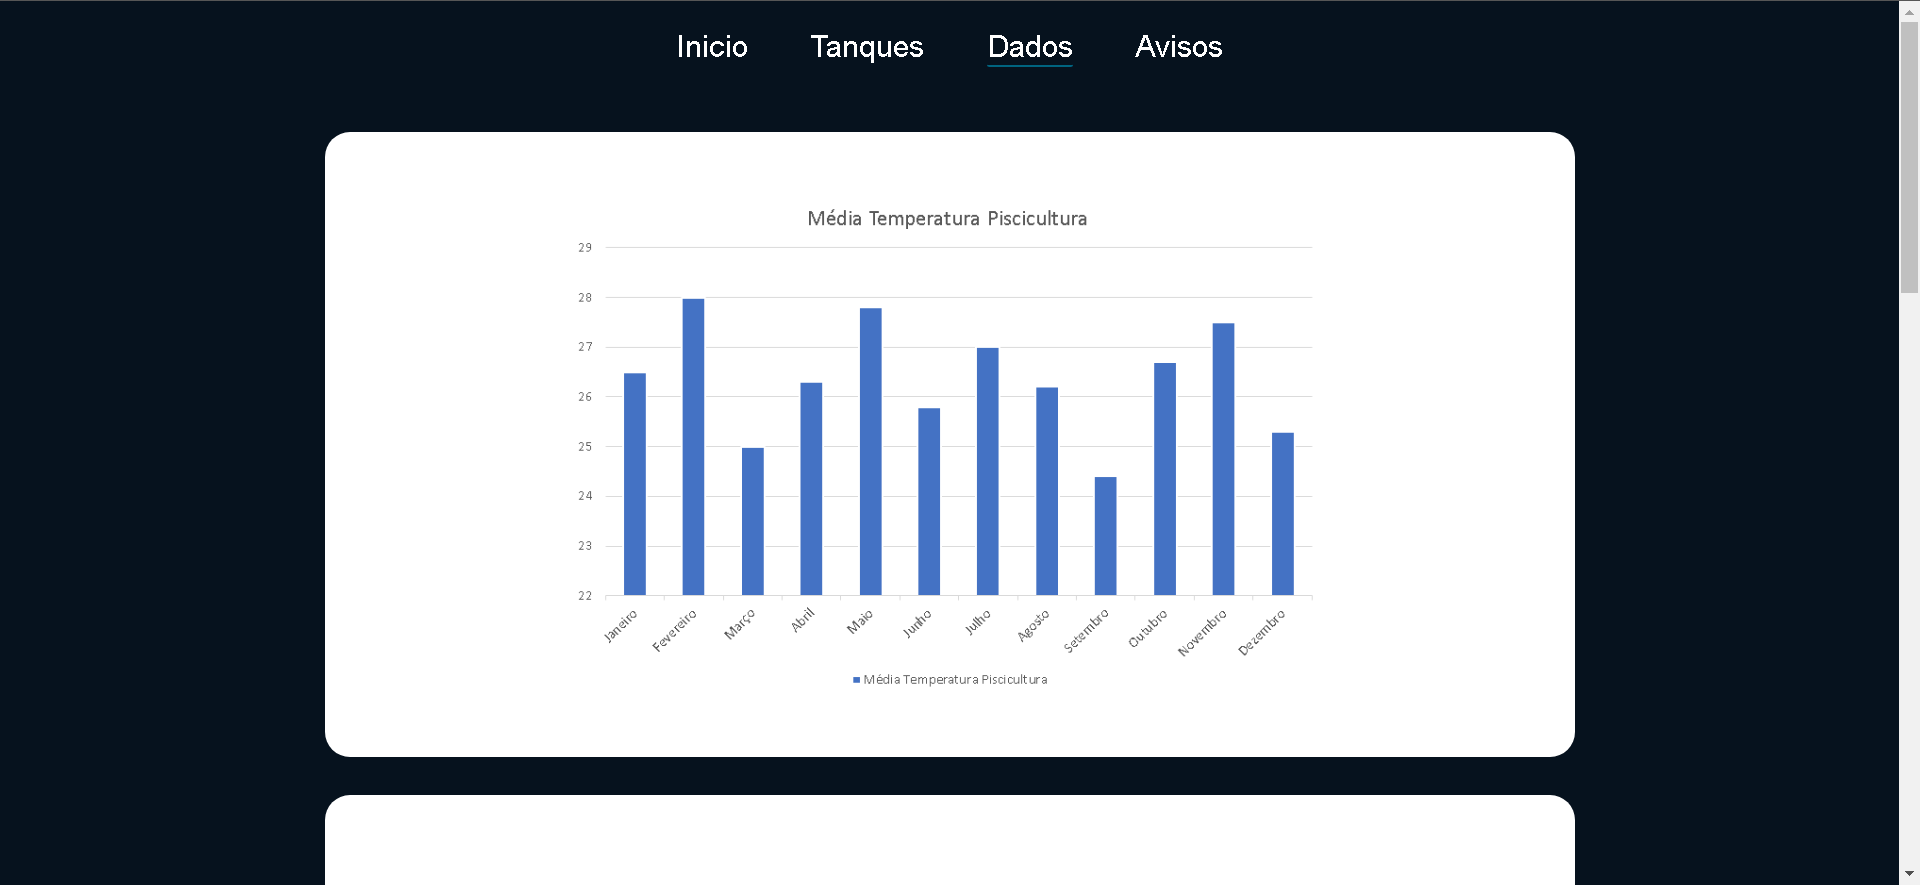 Inicio Tanques Dados Avisos
Média Temperatura Piscicultura
29
28
27
26
25
24
23
22
Janeiro Fevereiro Março Abril Maio Junho Julho Agosto Setembro Outubro Novembro Dezembro
Média Temperatura Piscicultura